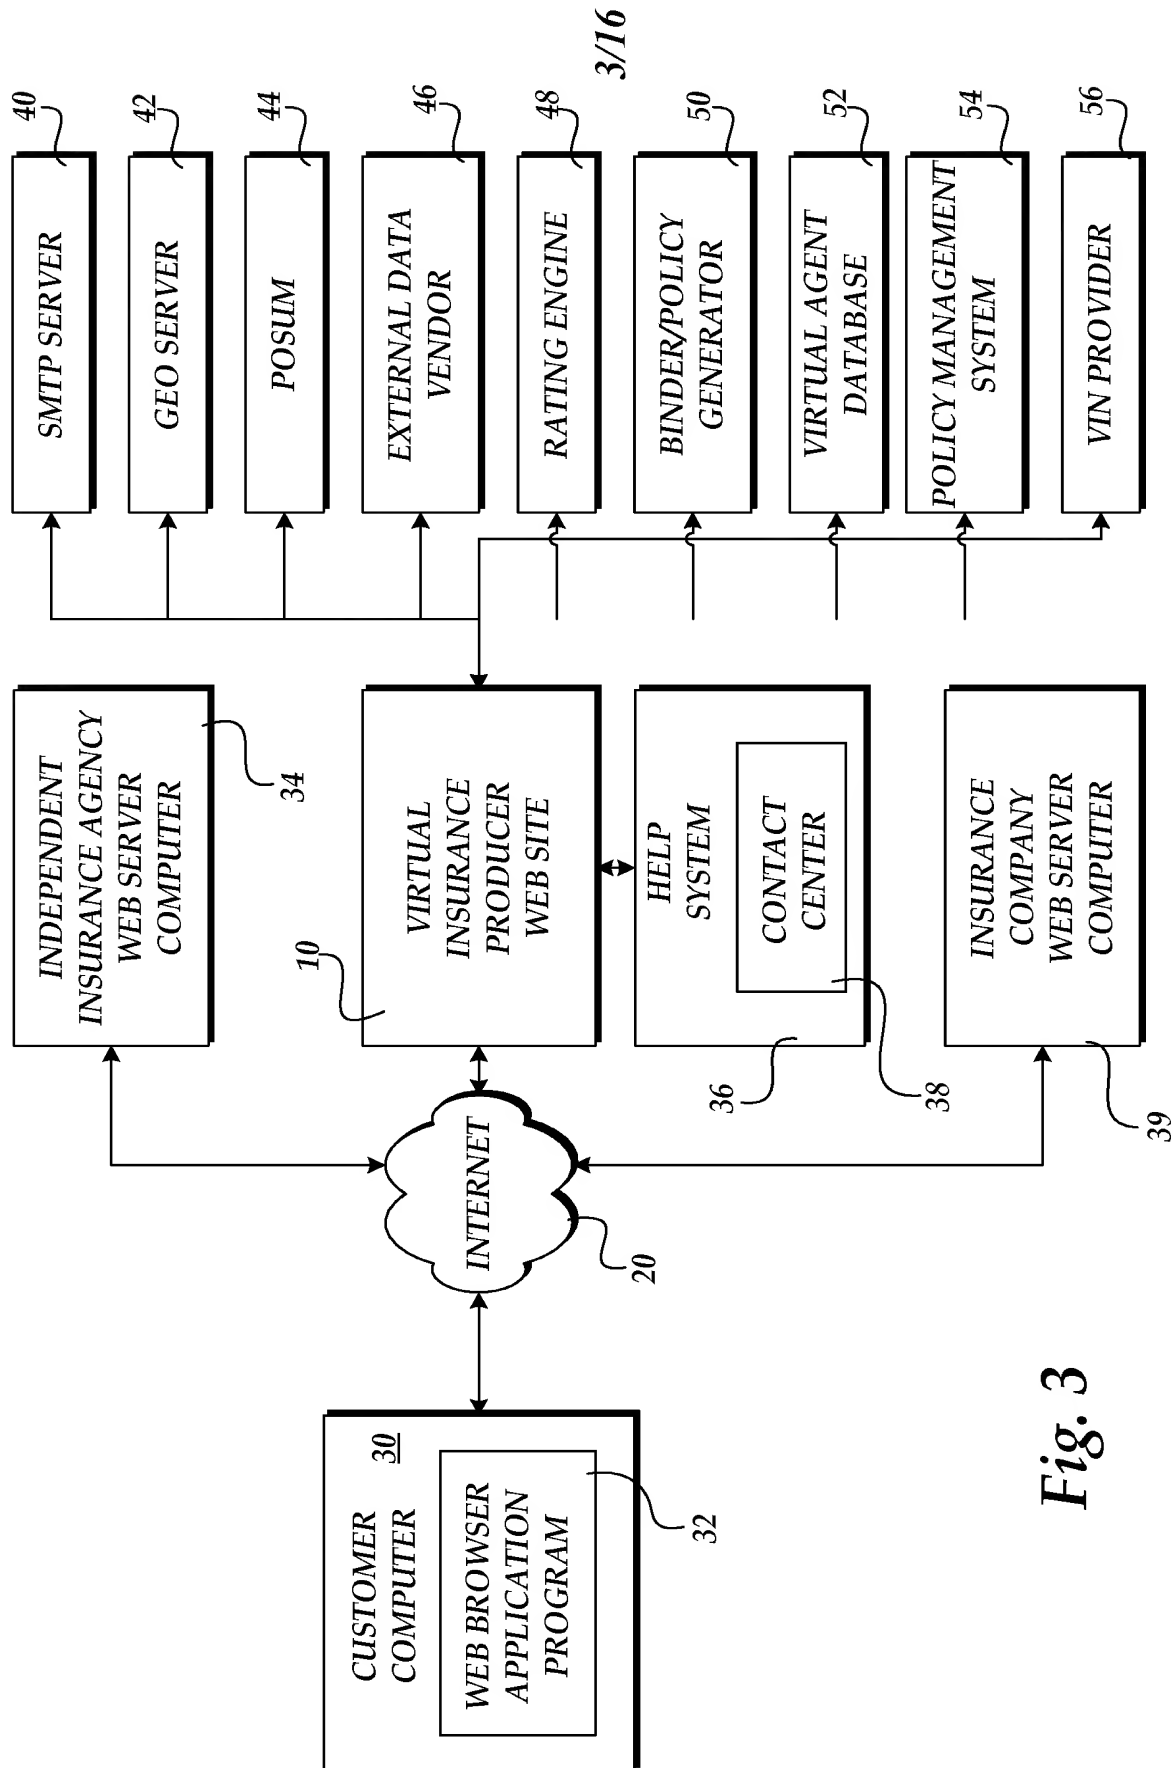 3/16
CUSTOMER
COMPUTER
30
WEB BROWSER
APPLICATION
PROGRAM
32
INTERNET
20
INDEPENDENT
INSURANCE AGENCY
WEB SERVER
COMPUTER
34
10
VIRTUAL
INSURANCE
PRODUCER
WEB SITE
HELP
SYSTEM
CONTACT
CENTER
36
38
INSURANCE
COMPANY
WEB SERVER
COMPUTER
39
SMTP SERVER
40
GEO SERVER
42
POSUM
44
EXTERNAL DATA
VENDOR
46
RATING ENGINE
48
BINDER/POLICY
GENERATOR
50
VIRTUAL AGENT
DATABASE
52
POLICY MANAGEMENT
SYSTEM
54
VIN PROVIDER
56
Fig. 3